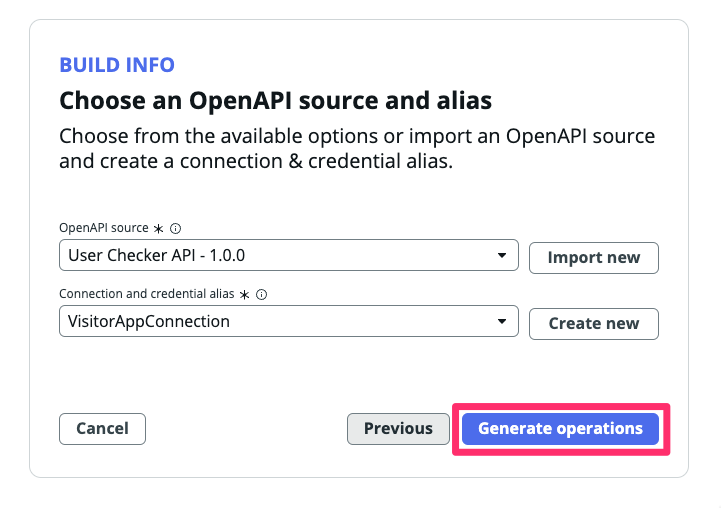 BUILD INFO
Choose an OpenAPI source and alias
Choose from the available options or import an OpenAPI source
and create a connection & credential alias.
OpenAPI source *
User Checker API - 1.0.0
Import new
Connection and credential alias *
VisitorAppConnection
Create new
Cancel
Previous
Generate operations